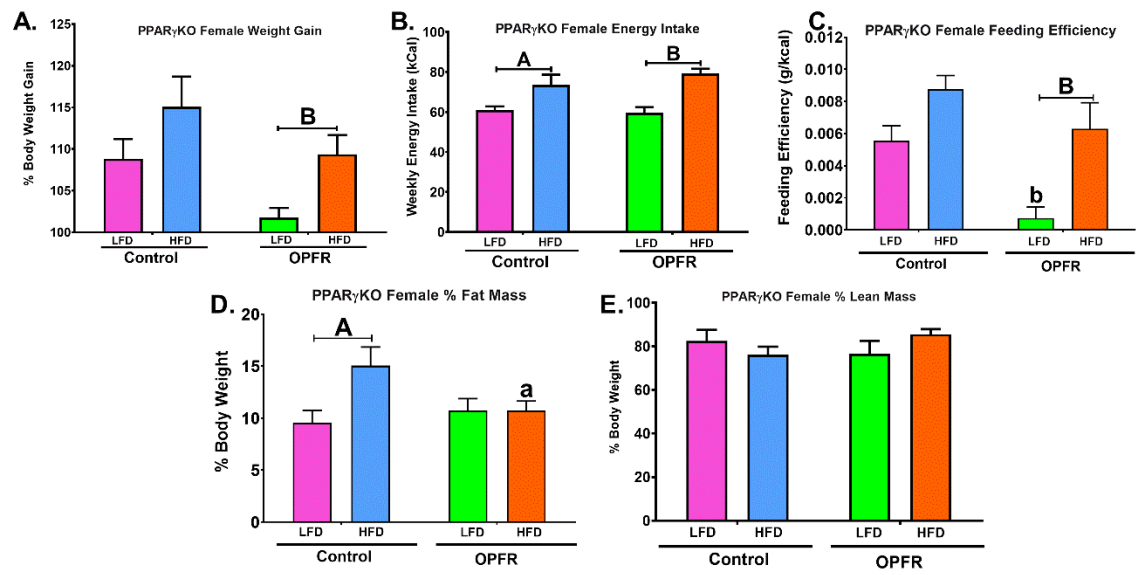 A.
PPARγKO Female Weight Gain
% Body Weight Gain
125
120
115
110
105
100
B
LFD
HFD
LFD
HFD
Control
OPFR
B.
PPARγKO Female Energy Intake
Weekly Energy Intake (kCal)
100
80
60
40
20
0
A
B
LFD
HFD
LFD
HFD
Control
OPFR
C.
PPARγKO Female Feeding Efficiency
Feeding Efficiency (g/kcal)
0.010
0.008
0.006
0.004
0.002
0.000
b
B
LFD
HFD
LFD
HFD
Control
OPFR
D.
PPARγKO Female % Fat Mass
% Body Weight
20
15
10
5
0
A
a
LFD
HFD
LFD
HFD
Control
OPFR
E.
PPARγKO Female % Lean Mass
% Body Weight
100
80
60
40
20
0
LFD
HFD
LFD
HFD
Control
OPFR